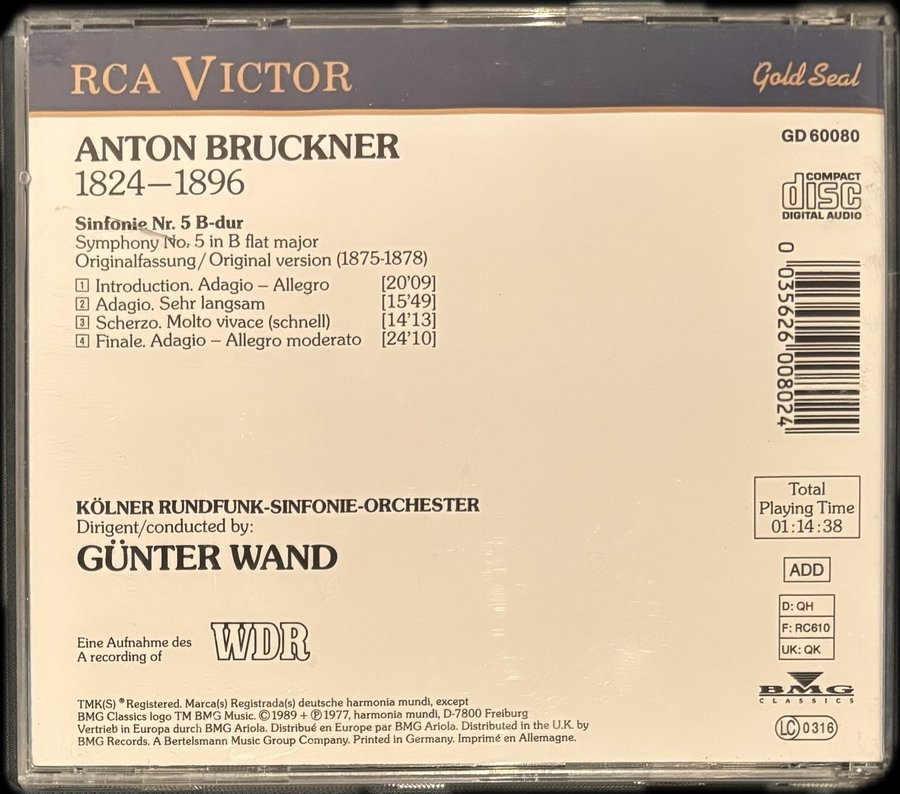 RCA VICTOR
Gold Seal
ANTON BRUCKNER
1824–1896
Sinfonie Nr. 5 B-dur
Symphony No. 5 in B flat major
Originalfassung/Original version (1875-1878)
1 Introduction. Adagio – Allegro [20'09]
2 Adagio. Sehr langsam [15'49]
3 Scherzo. Molto vivace (schnell) [14'13]
4 Finale. Adagio – Allegro moderato [24'10]
KÖLNER RUNDFUNK-SINFONIE-ORCHESTER
Dirigent/conducted by:
GÜNTER WAND
Eine Aufnahme des
A recording of
WDR
TMK(S) ® Registered. Marca(s) Registrada(s) deutsche harmonia mundi, except
BMG Classics logo TM BMG Music. © 1989 + ℗ 1977, harmonia mundi, D-7800 Freiburg
Vertrieb in Europa durch BMG Ariola. Distribué en Europe par BMG Ariola. Distributed in the U.K. by
BMG Records. A Bertelsmann Music Group Company. Printed in Germany. Imprimé en Allemagne.
GD 60080
COMPACT
disc
DIGITAL AUDIO
0 035626 008024
Total
Playing Time
01:14:38
ADD
D: QH
F: RC610
UK: QK
BMG
CLASSICS
LC 0316